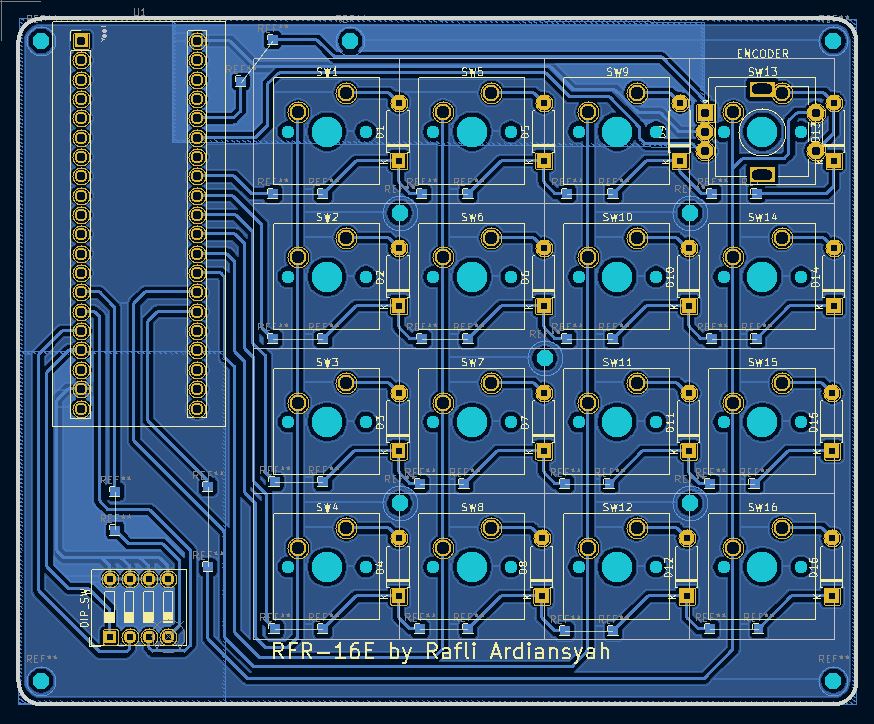 U1
REF**
REF**
REF**
ENCODER
SW1
SW5
SW9
SW13
D1
D5
D9
K
K
K
K
REF**
REF**
REF**
REF**
REF**
REF**
REF**
REF**
SW2
SW6
SW10
SW14
D2
D6
D10
D14
K
K
K
K
REF**
REF**
REF**
REF**
REF**
REF**
REF**
REF**
SW3
SW7
SW11
SW15
D3
D7
D11
D15
K
K
K
K
REF**
REF**
REF**
REF**
REF**
REF**
REF**
REF**
REF**
REF**
REF**
REF**
SW4
SW8
SW12
SW16
D4
D8
D12
D16
K
K
K
K
DIP_SW
REF**
REF**
REF**
REF**
REF**
REF**
REF**
REF**
RFR-16E by Rafli Ardiansyah
REF**
REF**